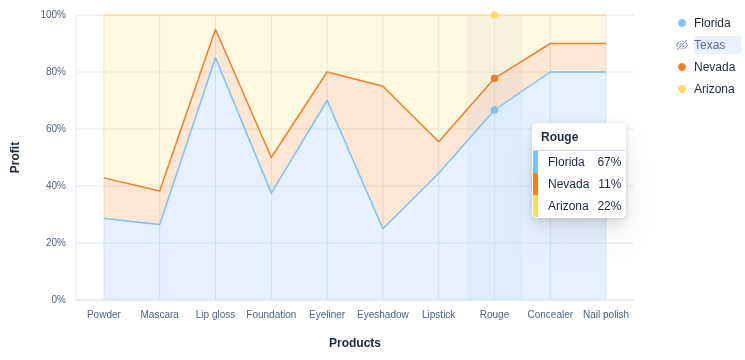 100%
80%
60%
40%
20%
0%
Profit
Powder
Mascara
Lip gloss
Foundation
Eyeliner
Eyeshadow
Lipstick
Rouge
Concealer
Nail polish
Products
Rouge
Florida 67%
Nevada 11%
Arizona 22%
Florida
Texas
Nevada
Arizona